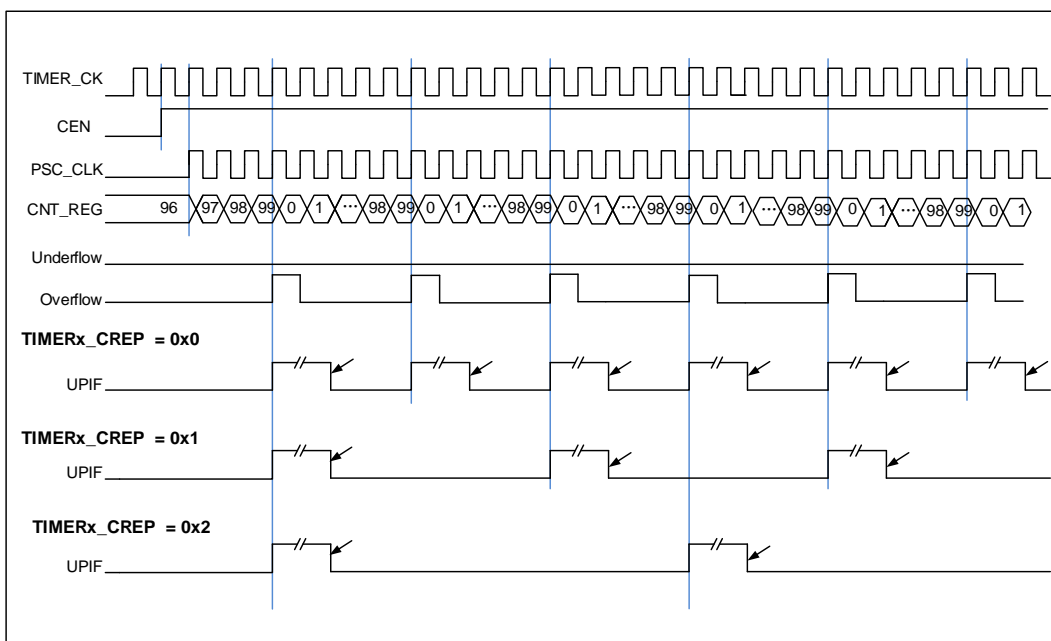 TIMER_CK
CEN
PSC_CLK
CNT_REG 96 97 98 99 0 1 ... 98 99 0 1 ... 98 99 0 1 ... 98 99 0 1 ... 98 99 0 1 ... 98 99 0 1
Underflow
Overflow
TIMERx_CREP = 0x0
UPIF
TIMERx_CREP = 0x1
UPIF
TIMERx_CREP = 0x2
UPIF